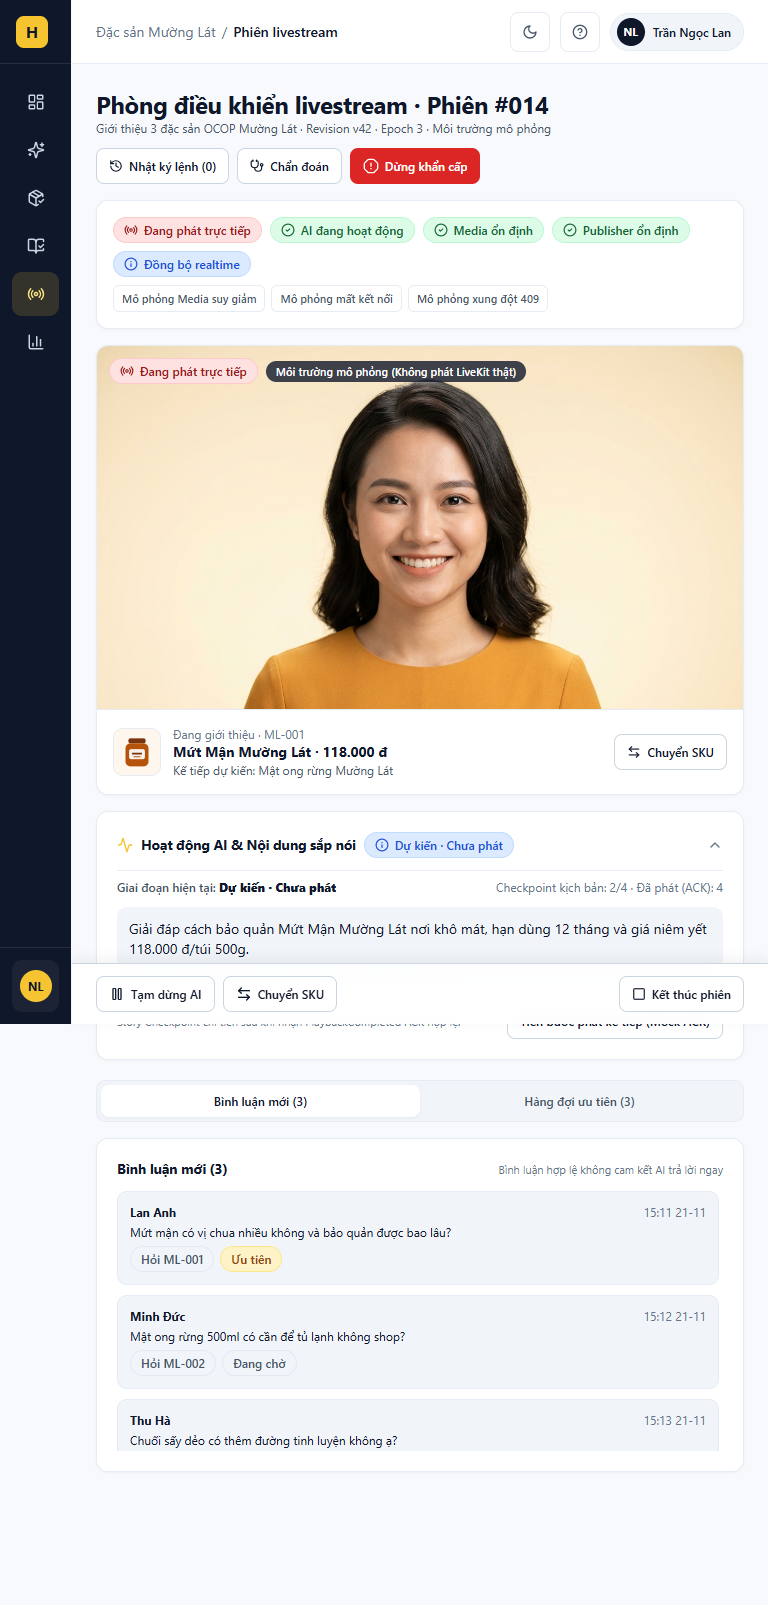 H
Đặc sản Mường Lát / Phiên livestream
NL Trần Ngọc Lan
Phòng điều khiển livestream · Phiên #014
Giới thiệu 3 đặc sản OCOP Mường Lát · Revision v42 · Epoch 3 · Môi trường mô phỏng
Nhật ký lệnh (0)
Chẩn đoán
Dừng khẩn cấp
Đang phát trực tiếp
AI đang hoạt động
Media ổn định
Publisher ổn định
Đồng bộ realtime
Mô phỏng Media suy giảm
Mô phỏng mất kết nối
Mô phỏng xung đột 409
Đang phát trực tiếp
Môi trường mô phỏng (Không phát LiveKit thật)
Đang giới thiệu · ML-001
Mứt Mận Mường Lát · 118.000 đ
Kế tiếp dự kiến: Mật ong rừng Mường Lát
Chuyển SKU
Hoạt động AI & Nội dung sắp nói
Dự kiến · Chưa phát
Giai đoạn hiện tại: Dự kiến · Chưa phát
Checkpoint kịch bản: 2/4 · Đã phát (ACK): 4
Giải đáp cách bảo quản Mứt Mận Mường Lát nơi khô mát, hạn dùng 12 tháng và giá niêm yết
118.000 đ/túi 500g.
NL
Tạm dừng AI
Chuyển SKU
Kết thúc phiên
Bình luận mới (3)
Hàng đợi ưu tiên (3)
Bình luận mới (3)
Bình luận hợp lệ không cam kết AI trả lời ngay
Lan Anh
15:11 21-11
Mứt mận có vị chua nhiều không và bảo quản được bao lâu?
Hỏi ML-001
Ưu tiên
Minh Đức
15:12 21-11
Mật ong rừng 500ml có cần để tủ lạnh không shop?
Hỏi ML-002
Đang chờ
Thu Hà
15:13 21-11
Chuối sấy dẻo có thêm đường tinh luyện không ạ?